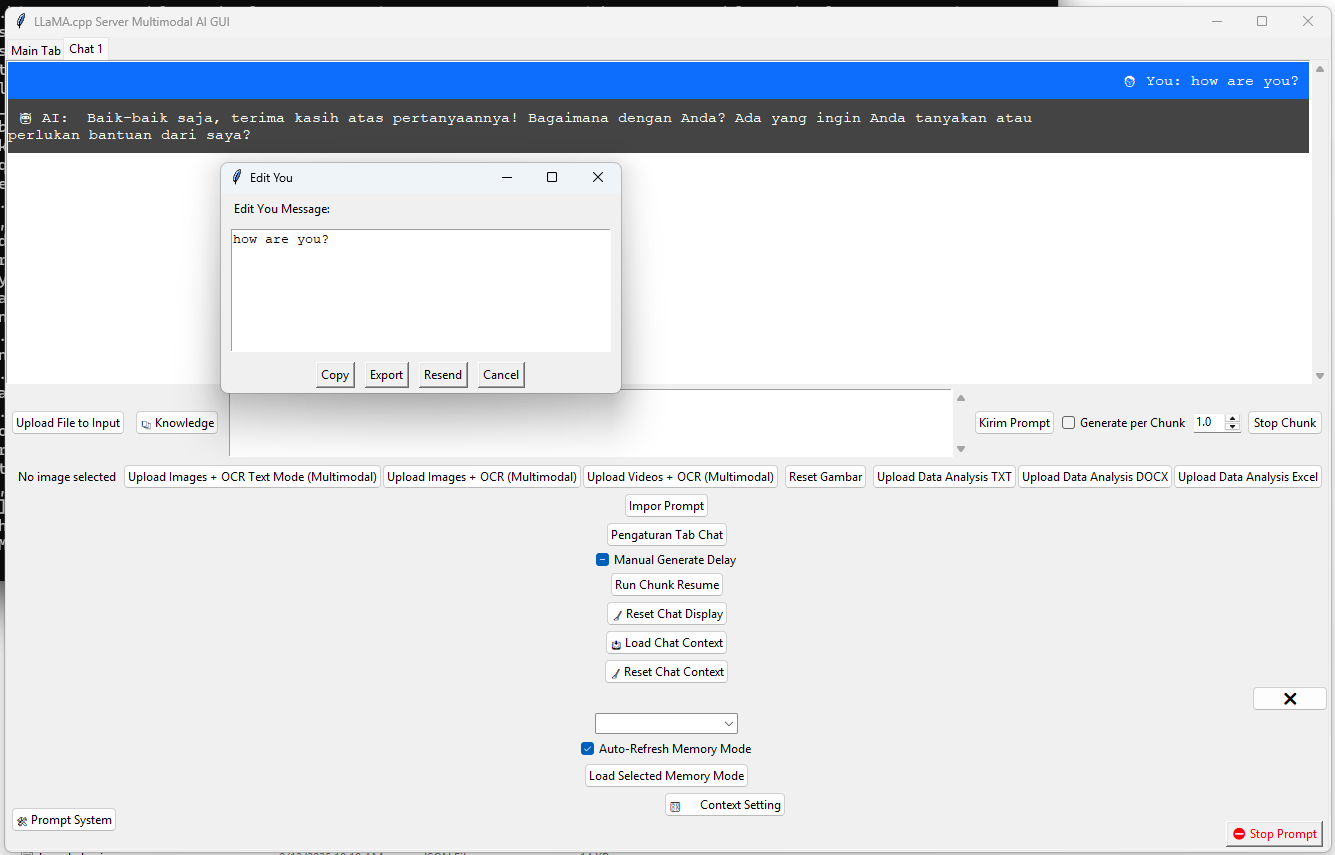 LLaMA.cpp Server Multimodal AI GUI
Main Tab Chat 1
You: how are you?
AI: Baik-baik saja, terima kasih atas pertanyaannya! Bagaimana dengan Anda? Ada yang ingin Anda tanyakan atau
perlukan bantuan dari saya?
Edit You
Edit You Message:
how are you?
Copy Export Resend Cancel
Upload File to Input Knowledge Kirim Prompt Generate per Chunk 1.0 Stop Chunk
No image selected Upload Images + OCR Text Mode (Multimodal) Upload Images + OCR (Multimodal) Upload Videos + OCR (Multimodal) Reset Gambar Upload Data Analysis TXT Upload Data Analysis DOCX Upload Data Analysis Excel
Impor Prompt
Pengaturan Tab Chat
Manual Generate Delay
Run Chunk Resume
Reset Chat Display
Load Chat Context
Reset Chat Context
Auto-Refresh Memory Mode
Load Selected Memory Mode
Context Setting
Prompt System
Stop Prompt